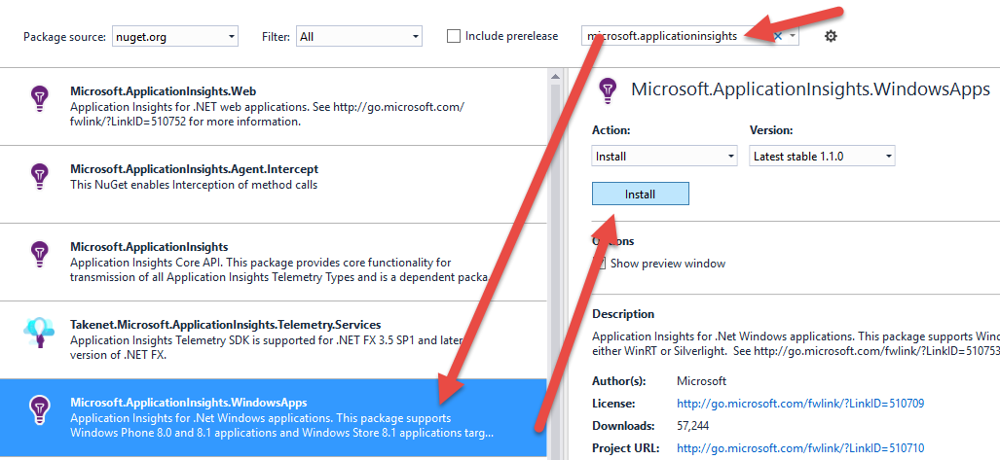 Package source: nuget.org Filter: All Include prerelease microsoft.applicationinsights
Microsoft.ApplicationInsights.Web
Application Insights for .NET web applications. See http://go.microsoft.com/
fwlink/?LinkID=510752 for more information.
Microsoft.ApplicationInsights.Agent.Intercept
This NuGet enables Interception of method calls
Microsoft.ApplicationInsights
Application Insights Core API. This package provides core functionality for
transmission of all Application Insights Telemetry Types and is a dependent packa...
Takenet.Microsoft.ApplicationInsights.Telemetry.Services
Application Insights Telemetry SDK is supported for .NET FX 3.5 SP1 and later
version of .NET FX.
Microsoft.ApplicationInsights.WindowsApps
Application Insights for .Net Windows applications. This package supports
Windows Phone 8.0 and 8.1 applications and Windows Store 8.1 applications targ...
Microsoft.ApplicationInsights.WindowsApps
Action: Version:
Install Latest stable 1.1.0
Install
Options
Show preview window
Description
Application Insights for .Net Windows applications. This package supports Wind
either WinRT or Silverlight. See http://go.microsoft.com/fwlink/?LinkID=510753
Author(s): Microsoft
License: http://go.microsoft.com/fwlink/?LinkID=510709
Downloads: 57,244
Project URL: http://go.microsoft.com/fwlink/?LinkID=510710